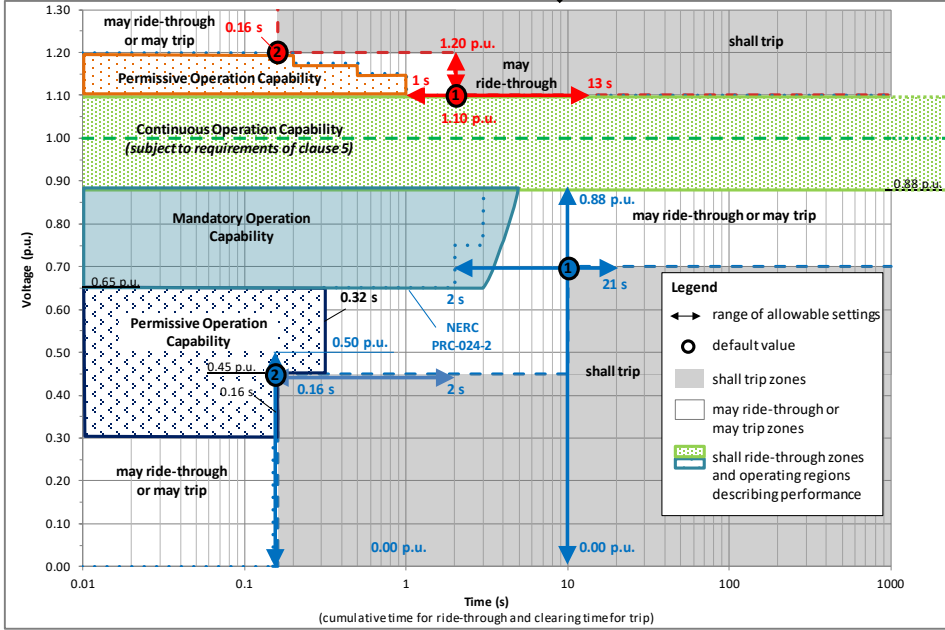 1.30
1.20
1.10
1.00
0.90
0.80
0.70
0.60
0.50
0.40
0.30
0.20
0.10
0.00
Voltage (p.u.)
may ride-through
or may trip
0.16 s
2
1.20 p.u.
shall trip
Permissive Operation Capability
may
ride-through
1 s
1
13 s
1.10 p.u.
Continuous Operation Capability
(subject to requirements of clause 5)
0.88 p.u.
0.88 p.u.
Mandatory Operation
Capability
may ride-through or may trip
1
0.65 p.u.
2 s
21 s
0.32 s
Permissive Operation
Capability
NERC
PRC-024-2
0.50 p.u.
0.45 p.u.
2
0.16 s
0.16 s
2 s
shall trip
Legend
range of allowable settings
default value
shall trip zones
may ride-through or
may trip zones
shall ride-through zones
and operating regions
describing performance
may ride-through
or may trip
0.00 p.u.
0.00 p.u.
0.01
0.1
1
10
100
1000
Time (s)
(cumulative time for ride-through and clearing time for trip)